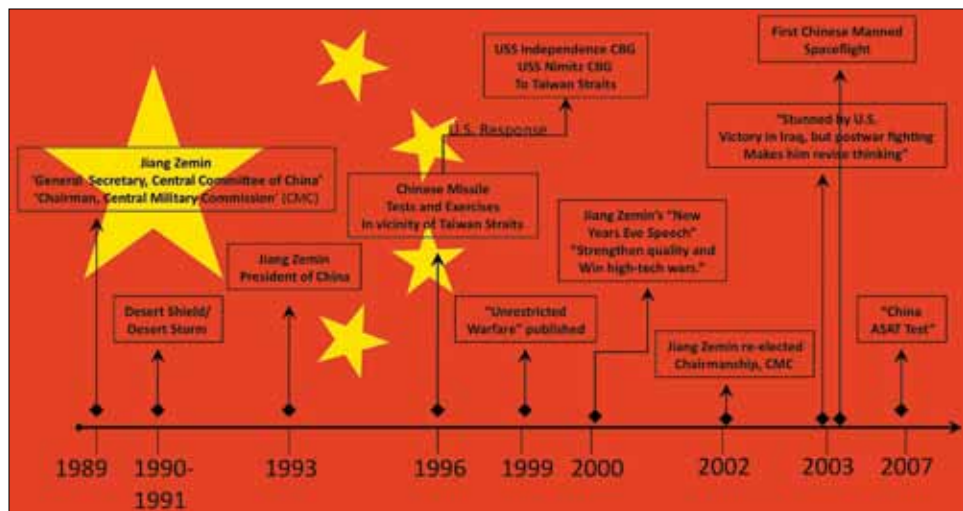 USS Independence CBG
USS Nimitz CBG
To Taiwan Straits
First Chinese Manned
Spaceflight
U.S. Response
"Stunned by U.S.
Victory in Iraq, but postwar fighting
Makes him revise thinking"
Jiang Zemin
'General Secretary, Central Committee of China'
'Chairman, Central Military Commission' (CMC)
Chinese Missile
Tests and Exercises
In vicinity of Taiwan Straits
Jiang Zemin's "New
Years Eve Speech"
"Strengthen quality and
Win high-tech wars."
Jiang Zemin
President of China
Desert Shield/
Desert Storm
"Unrestricted
Warfare" published
Jiang Zemin re-elected
Chairmanship, CMC
"China
ASAT Test"
1989
1990-
1991
1993
1996
1999
2000
2002
2003
2007